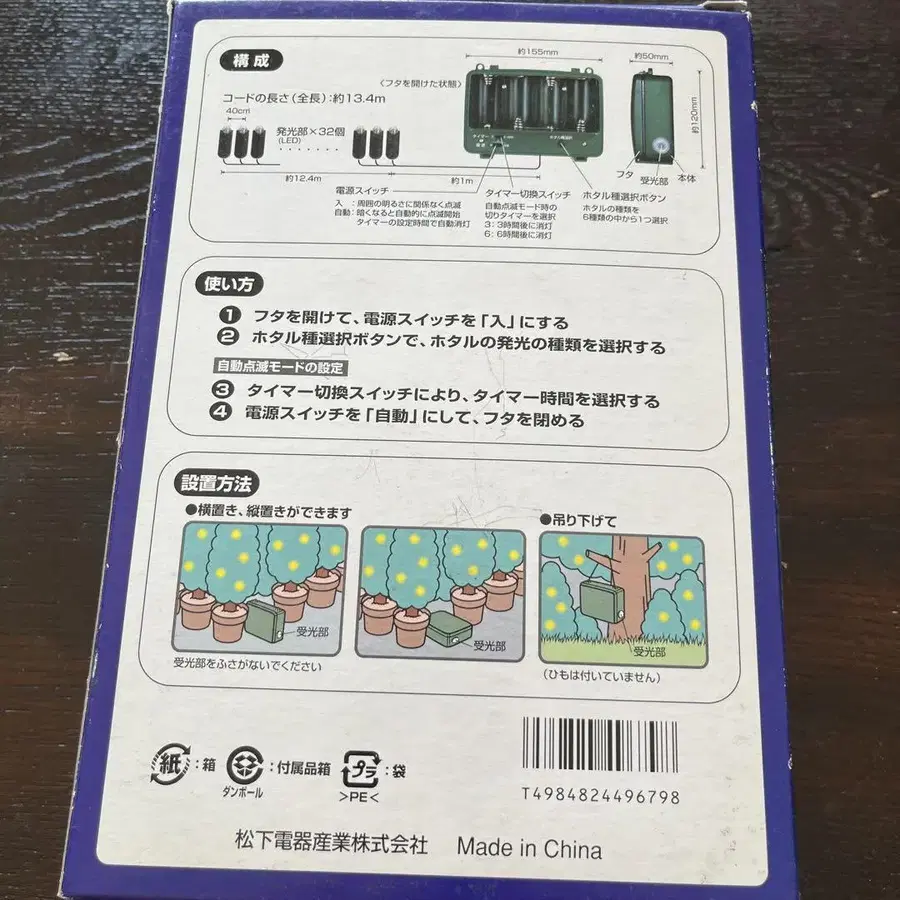 構成
約155mm
約50mm
〈フタを開けた状態〉
コードの長さ(全長):約13.4m
40cm
発光部×32個
(LED)
約120mm
約12.4m
約1m
フタ
受光部
本体
電源スイッチ
入 :周囲の明るさに関係なく点滅
自動:暗くなると自動的に点滅開始
タイマーの設定時間で自動消灯
タイマー切換スイッチ
自動点滅モード時の
切りタイマーを選択
3:3時間後に消灯
6:6時間後に消灯
ホタル種選択ボタン
ホタルの種類を
6種類の中から1つ選択
使い方
1 フタを開けて、電源スイッチを「入」にする
2 ホタル種選択ボタンで、ホタルの発光の種類を選択する
自動点滅モードの設定
3 タイマー切換スイッチにより、タイマー時間を選択する
4 電源スイッチを「自動」にして、フタを閉める
設置方法
●横置き、縦置きができます
●吊り下げて
受光部
受光部
受光部
受光部をふさがないでください
(ひもは付いていません)
紙:箱
ダンボール:付属品箱
プラ:袋
>PE<
T4984824496798
松下電器産業株式会社 Made in China